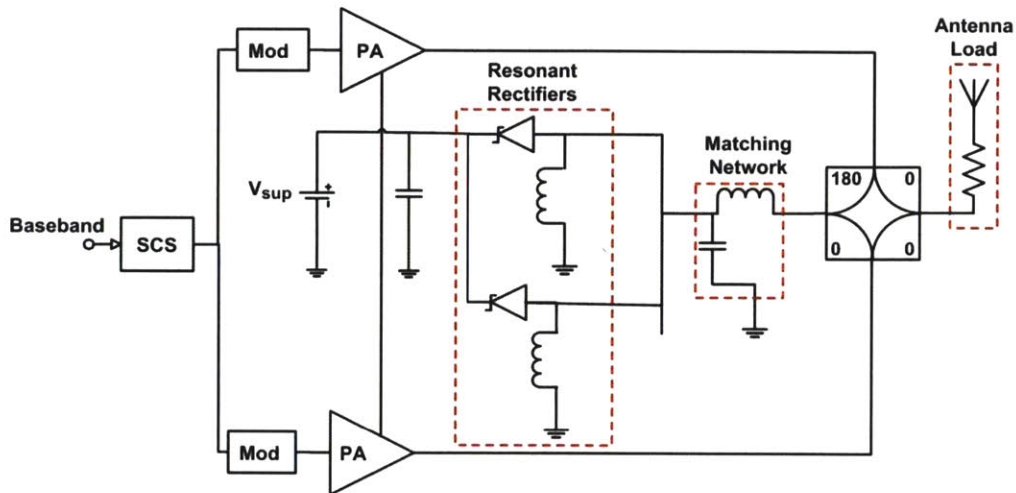 Mod
PA
Resonant
Rectifiers
Antenna
Load
Matching
Network
Vsup
+
-
180
0
0
0
Baseband
SCS
Mod
PA